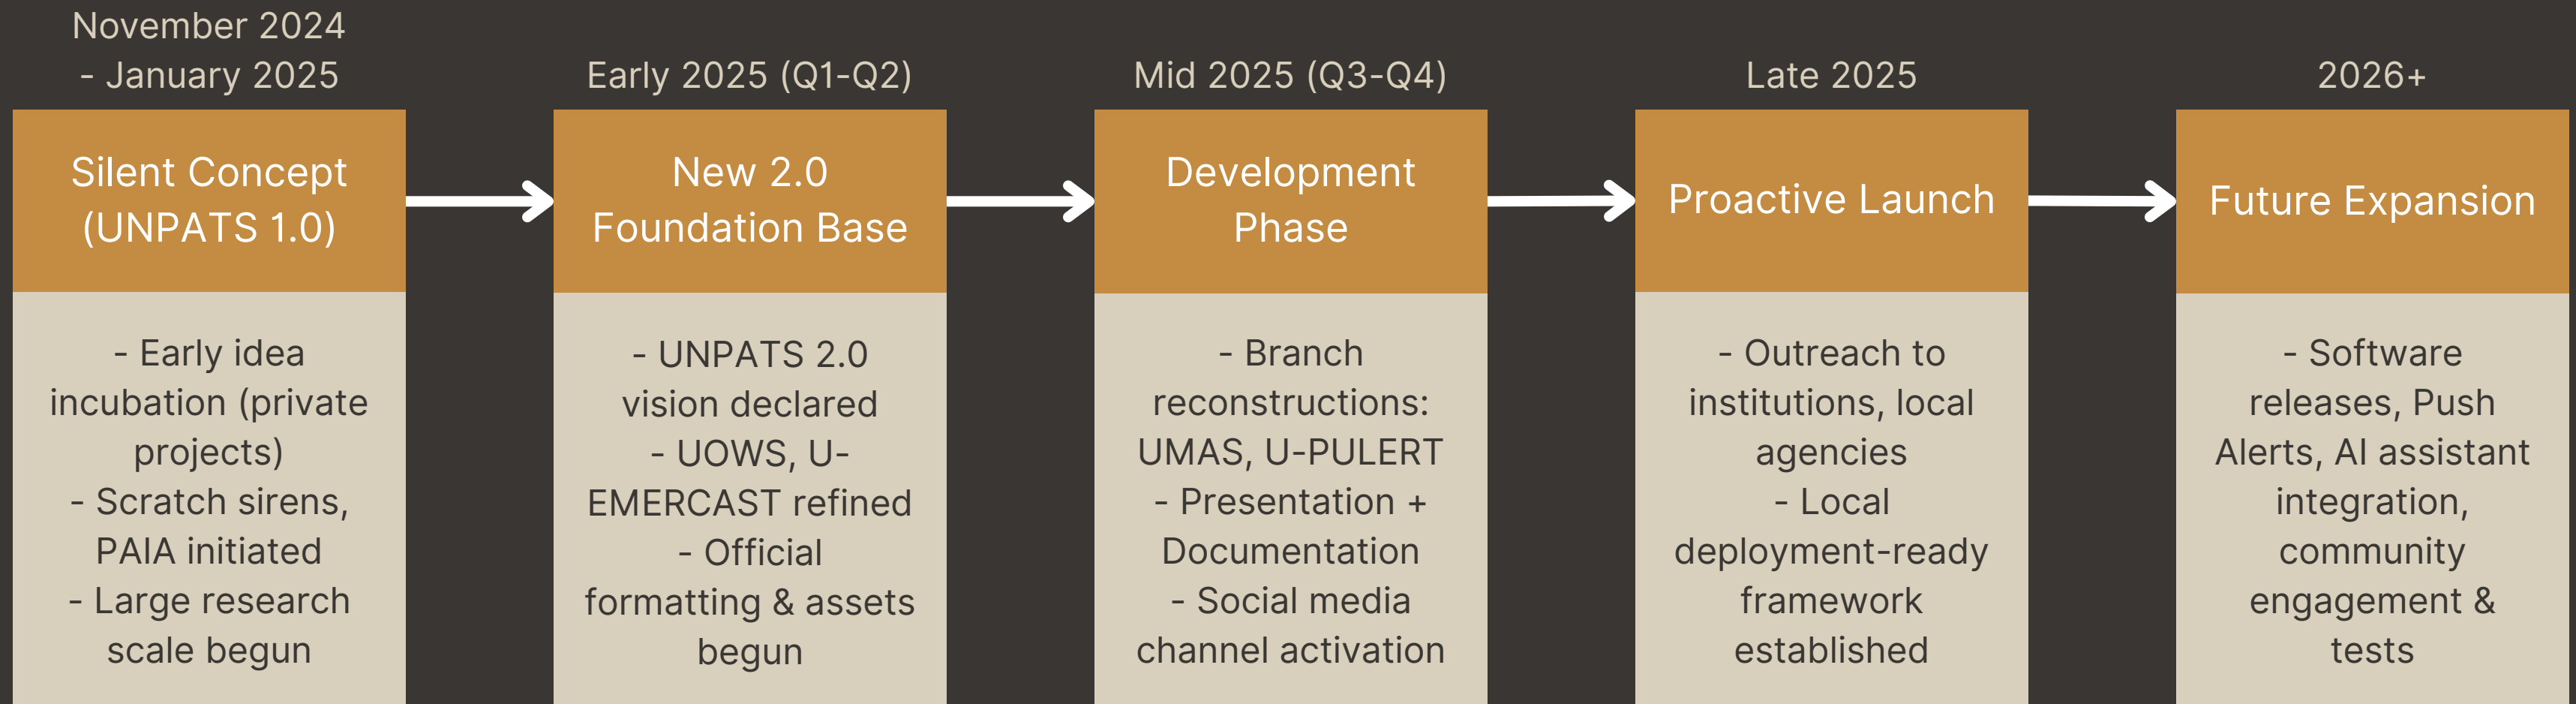 November 2024
- January 2025
Silent Concept
(UNPATS 1.0)
- Early idea
incubation (private
projects)
- Scratch sirens,
PAIA initiated
- Large research
scale begun
Early 2025 (Q1-Q2)
New 2.0
Foundation Base
- UNPATS 2.0
vision declared
- UOWS, U-
EMERCAST refined
- Official
formatting & assets
begun
Mid 2025 (Q3-Q4)
Development
Phase
- Branch
reconstructions:
UMAS, U-PULERT
- Presentation +
Documentation
- Social media
channel activation
Late 2025
Proactive Launch
- Outreach to
institutions, local
agencies
- Local
deployment-ready
framework
established
2026+
Future Expansion
- Software
releases, Push
Alerts, AI assistant
integration,
community
engagement &
tests